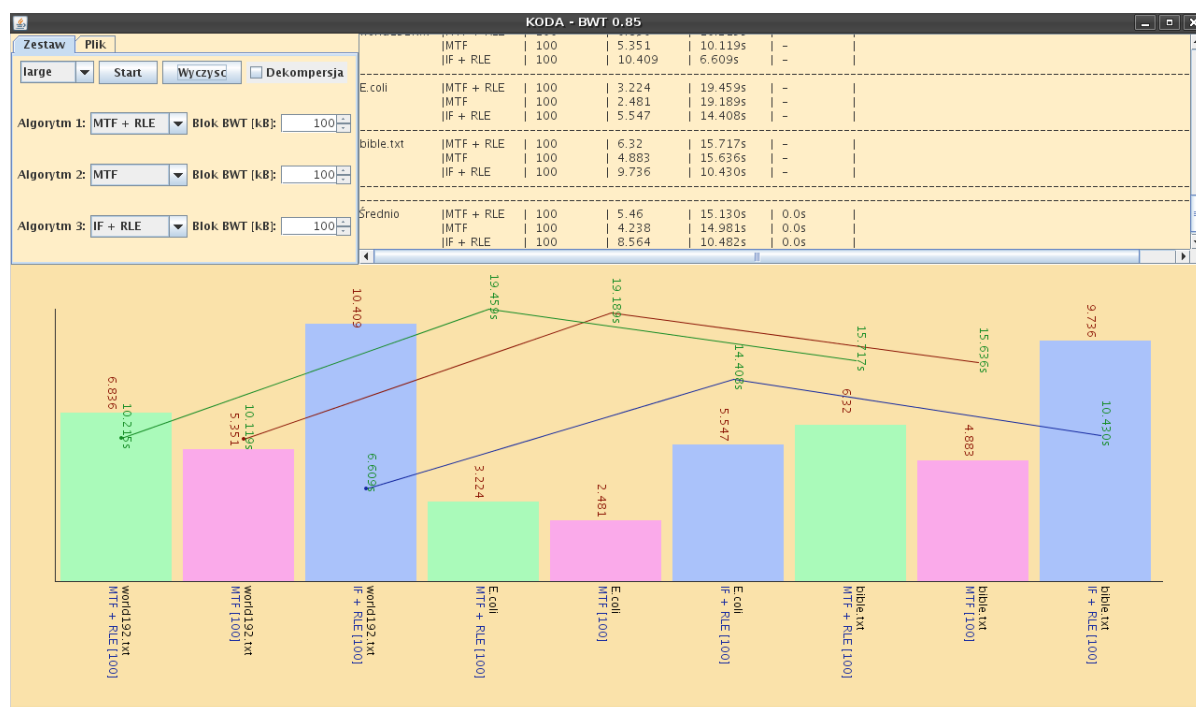 KODA - BWT 0.85
Zestaw Plik
large Start Wyczysc Dekompersja
Algorytm 1: MTF + RLE Blok BWT [kB]: 100
Algorytm 2: MTF Blok BWT [kB]: 100
Algorytm 3: IF + RLE Blok BWT [kB]: 100
|MTF | 100 | 5.351 | 10.119s | - |
|IF + RLE | 100 | 10.409 | 6.609s | - |
E.coli |MTF + RLE | 100 | 3.224 | 19.459s | - |
|MTF | 100 | 2.481 | 19.189s | - |
|IF + RLE | 100 | 5.547 | 14.408s | - |
bible.txt |MTF + RLE | 100 | 6.32 | 15.717s | - |
|MTF | 100 | 4.883 | 15.636s | - |
|IF + RLE | 100 | 9.736 | 10.430s | - |
Średnio |MTF + RLE | 100 | 5.46 | 15.130s | 0.0s |
|MTF | 100 | 4.238 | 14.981s | 0.0s |
|IF + RLE | 100 | 8.564 | 10.482s | 0.0s |
6.836
10.215s
5.351
10.119s
10.409
6.609s
3.224
19.459s
2.481
19.189s
5.547
14.408s
6.32
15.717s
4.883
15.636s
9.736
10.430s
world192.txt
MTF + RLE [100]
world192.txt
MTF [100]
world192.txt
IF + RLE [100]
E.coli
MTF + RLE [100]
E.coli
MTF [100]
E.coli
IF + RLE [100]
bible.txt
MTF + RLE [100]
bible.txt
MTF [100]
bible.txt
IF + RLE [100]